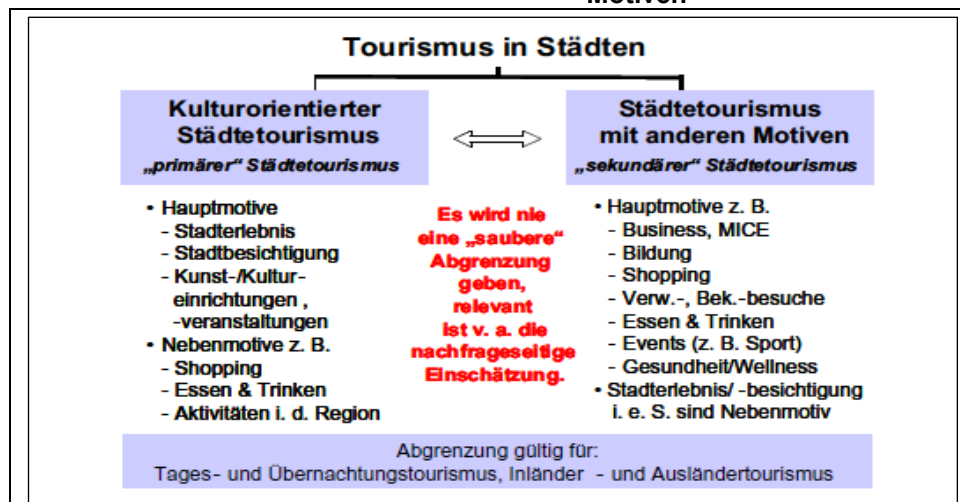 Motiven
Tourismus in Städten
Kulturorientierter
Städtetourismus
„primärer“ Städtetourismus
• Hauptmotive
- Stadterlebnis
- Stadtbesichtigung
- Kunst-/Kultur-
einrichtungen ,
-veranstaltungen
• Nebenmotive z. B.
- Shopping
- Essen & Trinken
- Aktivitäten i. d. Region
Es wird nie
eine „saubere“
Abgrenzung
geben,
relevant
ist v. a. die
nachfrageseitige
Einschätzung.
Städtetourismus
mit anderen Motiven
„sekundärer“ Städtetourismus
• Hauptmotive z. B.
- Business, MICE
- Bildung
- Shopping
- Verw.-, Bek.-besuche
- Essen & Trinken
- Events (z. B. Sport)
- Gesundheit/Wellness
• Stadterlebnis/ -besichtigung
i. e. S. sind Nebenmotiv
Abgrenzung gültig für:
Tages- und Übernachtungstourismus, Inländer - und Ausländertourismus